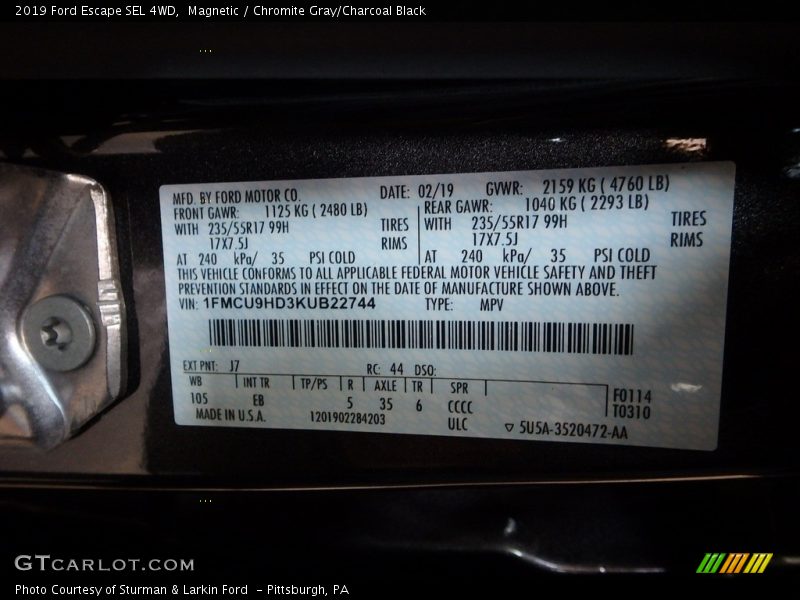 2019 Ford Escape SEL 4WD,  Magnetic / Chromite Gray/Charcoal Black
MFD. BY FORD MOTOR CO. DATE: 02/19 GVWR: 2159 KG ( 4760 LB)
FRONT GAWR: 1125 KG ( 2480 LB) REAR GAWR: 1040 KG ( 2293 LB)
WITH 235/55R17 99H TIRES WITH 235/55R17 99H TIRES
17X7.5J RIMS 17X7.5J RIMS
AT 240 kPa/ 35 PSI COLD AT 240 kPa/ 35 PSI COLD
THIS VEHICLE CONFORMS TO ALL APPLICABLE FEDERAL MOTOR VEHICLE SAFETY AND THEFT
PREVENTION STANDARDS IN EFFECT ON THE DATE OF MANUFACTURE SHOWN ABOVE.
VIN: 1FMCU9HD3KUB22744 TYPE: MPV
EXT PNT: J7 RC: 44 DSO:
WB INT TR TP/PS R AXLE TR SPR F0114
105 EB 5 35 6 CCCC T0310
MADE IN U.S.A. 1201902284203 ULC ▽ 5U5A-3520472-AA
GTCARLOT.COM
Photo Courtesy of Sturman & Larkin Ford  - Pittsburgh, PA